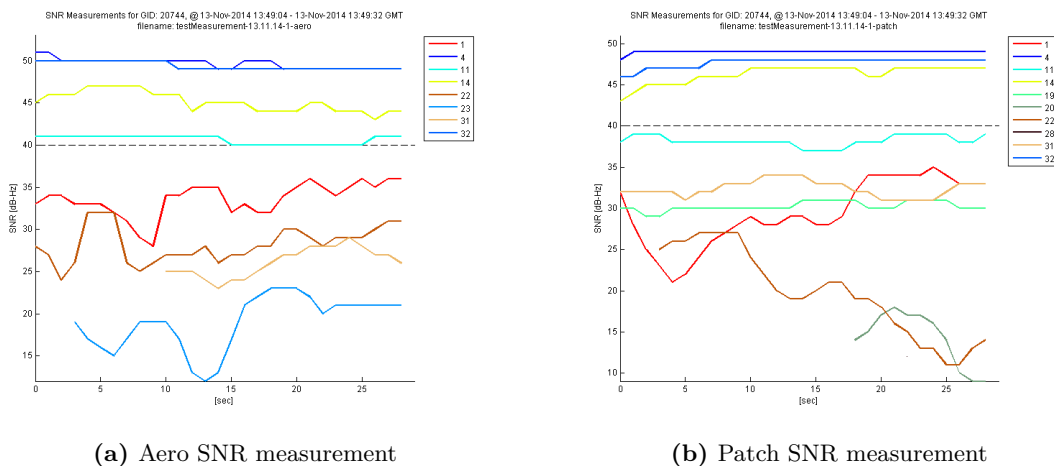 SNR Measurements for GID: 20744, @ 13-Nov-2014 13:49:04 - 13-Nov-2014 13:49:32 GMT
filename: testMeasurement-13.11.14-1-aero
SNR [dB-Hz]
50
45
40
35
30
25
20
15
0 5 10 15 20 25
[sec]
1
4
11
14
22
23
31
32
(a) Aero SNR measurement
SNR Measurements for GID: 20744, @ 13-Nov-2014 13:49:04 - 13-Nov-2014 13:49:32 GMT
filename: testMeasurement-13.11.14-1-patch
SNR [dB-Hz]
50
45
40
35
30
25
20
15
10
0 5 10 15 20 25
[sec]
1
4
11
14
19
20
22
28
31
32
(b) Patch SNR measurement